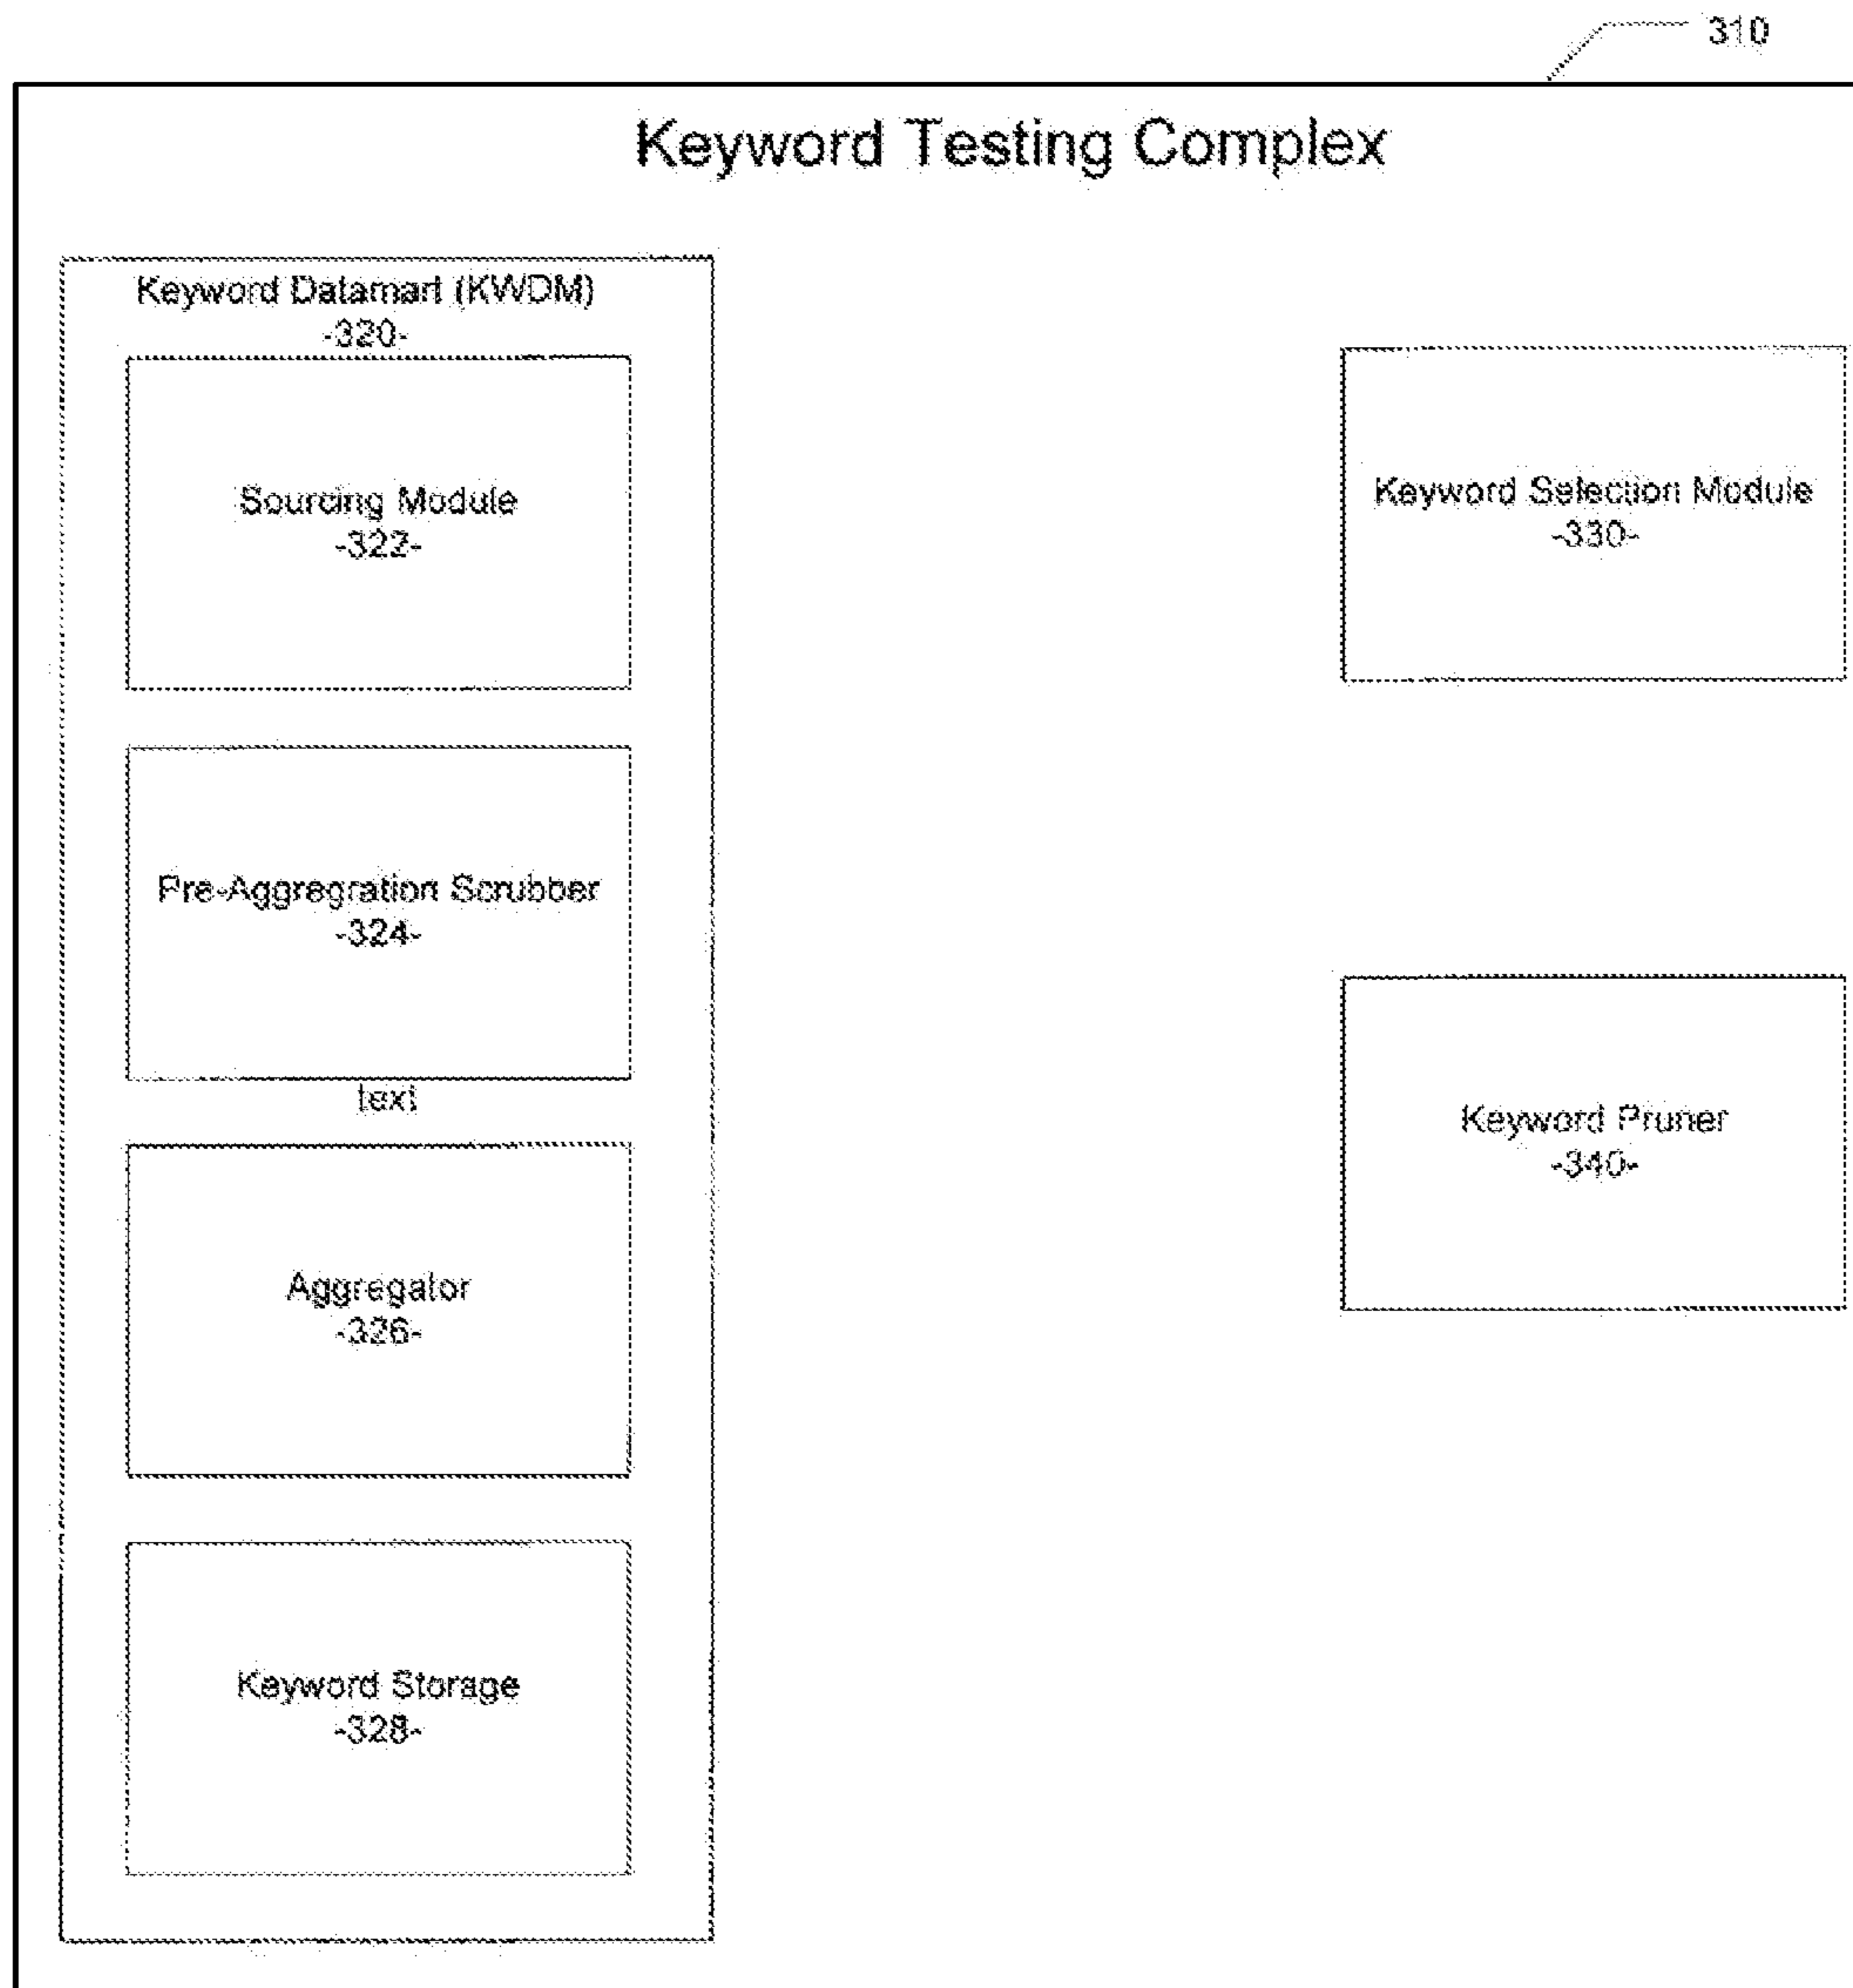 310
Keyword Testing Complex
Keyword Datamart (KWDM)
-320-
Sourcing Module
-322-
Pre-Aggregration Scrubber
-324-
text
Aggregator
-326-
Keyword Storage
-328-
Keyword Selection Module
-330-
Keyword Pruner
-340-